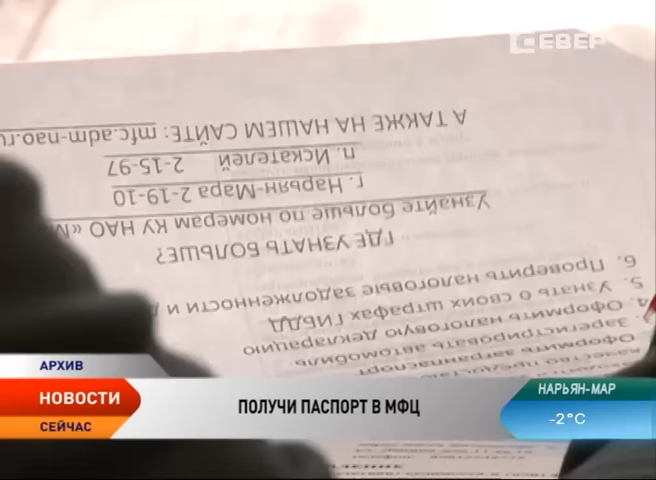 СЕВЕР
А ТАКЖЕ НА НАШЕМ САЙТЕ: mfc.adm-nao.ru
п. Искателей 2-15-97
г. Нарьян-Мара 2-19-10
Узнайте больше по номерам КУ НАО «М
ГДЕ УЗНАТЬ БОЛЬШЕ?
6. Проверить налоговые задолженности и
5. Узнать о своих штрафах ГИБДД
4. Оформить налоговую декларацию
3. Зарегистрировать автомобиль
Оформить загранпаспорт
АРХИВ
НОВОСТИ
СЕЙЧАС
ПОЛУЧИ ПАСПОРТ В МФЦ
НАРЬЯН-МАР
-2°C